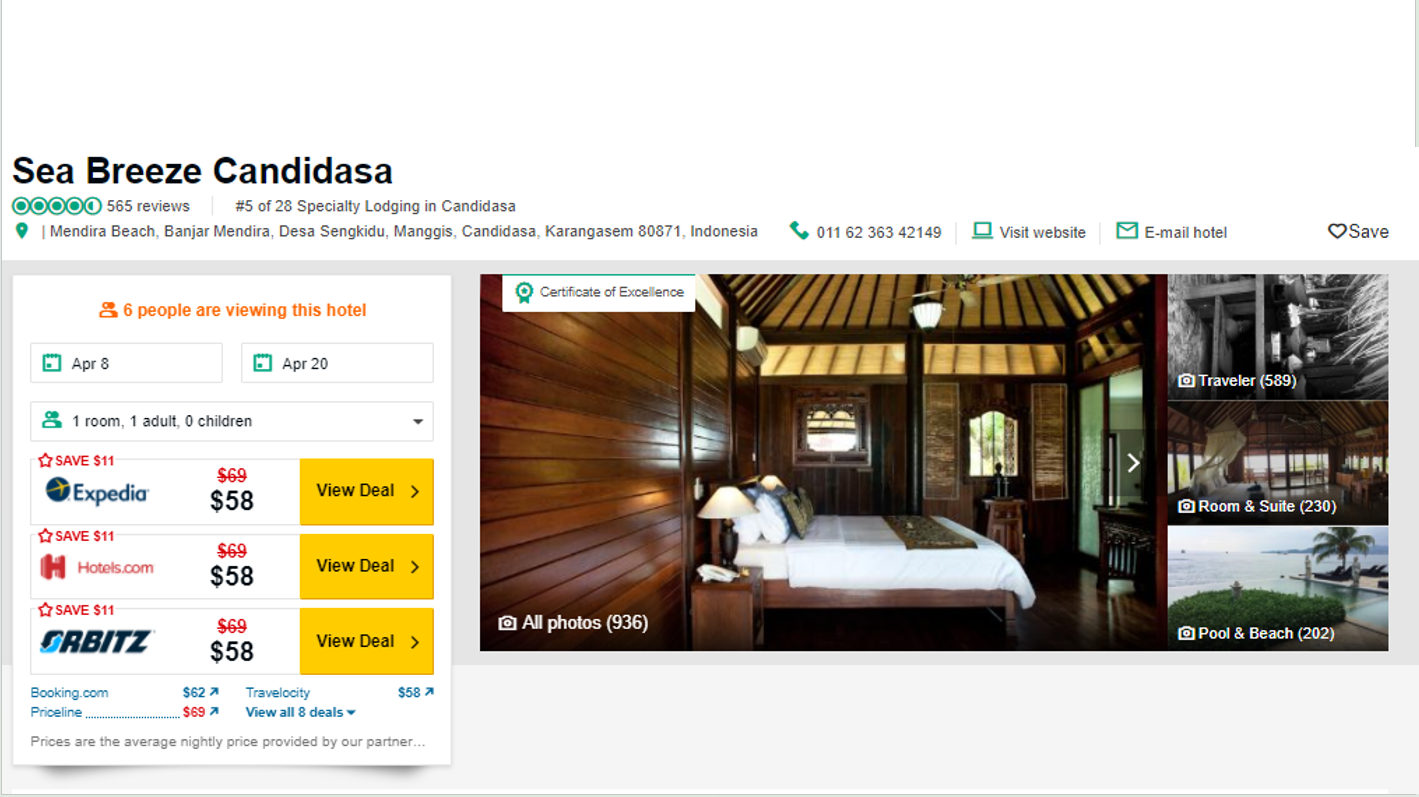 Sea Breeze Candidasa
565 reviews #5 of 28 Specialty Lodging in Candidasa
| Mendira Beach, Banjar Mendira, Desa Sengkidu, Manggis, Candidasa, Karangasem 80871, Indonesia 011 62 363 42149 Visit website E-mail hotel Save
6 people are viewing this hotel
Apr 8 Apr 20
1 room, 1 adult, 0 children
SAVE $11
Expedia $69 $58 View Deal
SAVE $11
Hotels.com $69 $58 View Deal
SAVE $11
ORBITZ $69 $58 View Deal
Booking.com $62 Travelocity $58
Priceline $69 View all 8 deals
Prices are the average nightly price provided by our partner...
Certificate of Excellence
All photos (936)
Traveler (589)
Room & Suite (230)
Pool & Beach (202)